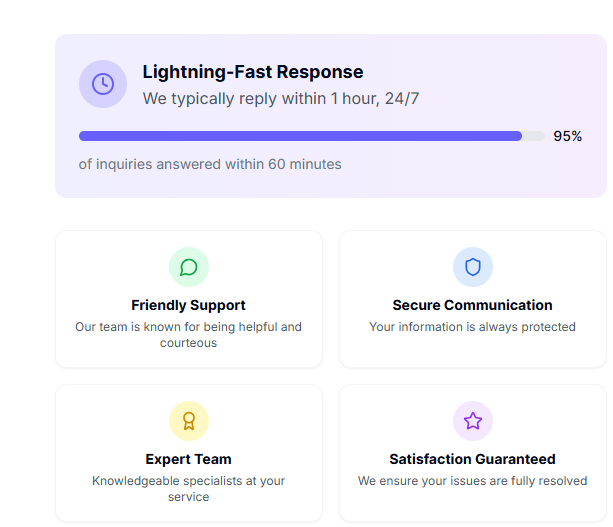 Lightning-Fast Response
We typically reply within 1 hour, 24/7
95%
of inquiries answered within 60 minutes
Friendly Support
Our team is known for being helpful and
courteous
Secure Communication
Your information is always protected
Expert Team
Knowledgeable specialists at your
service
Satisfaction Guaranteed
We ensure your issues are fully resolved